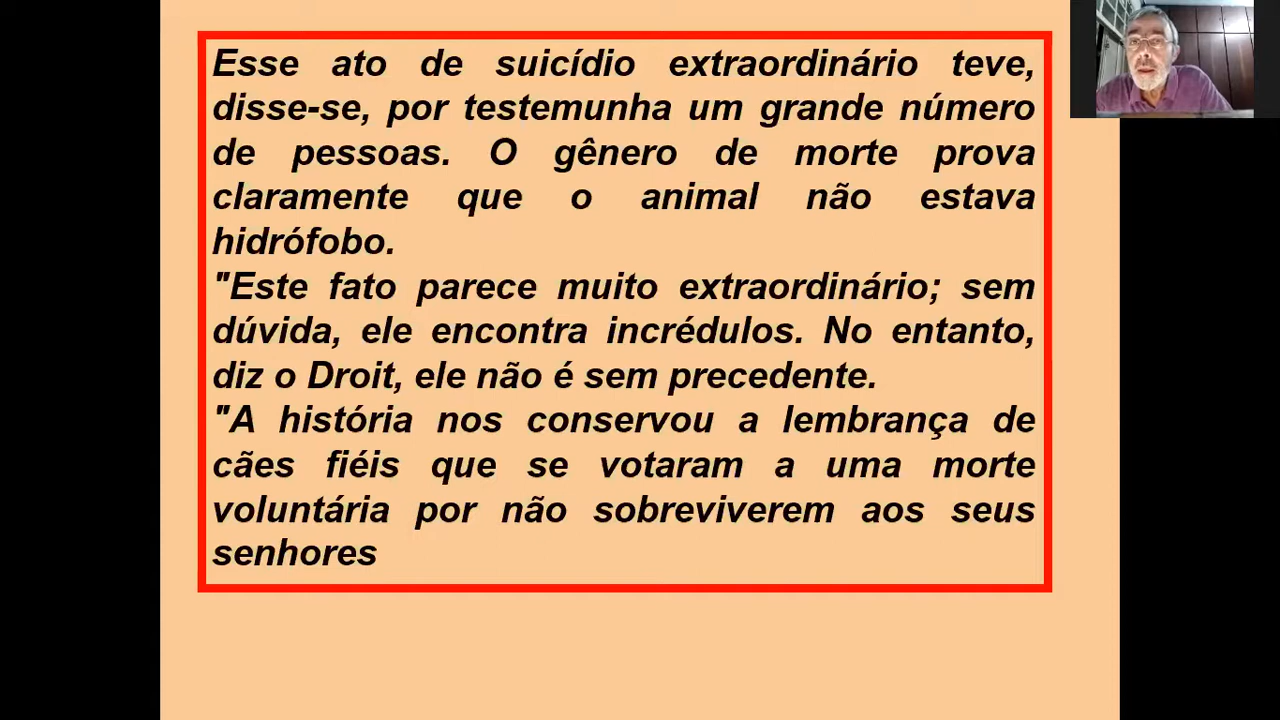 Esse ato de suicídio extraordinário teve,
disse-se, por testemunha um grande número
de pessoas. O gênero de morte prova
claramente que o animal não estava
hidrófobo.
"Este fato parece muito extraordinário; sem
dúvida, ele encontra incrédulos. No entanto,
diz o Droit, ele não é sem precedente.
"A história nos conservou a lembrança de
cães fiéis que se votaram a uma morte
voluntária por não sobreviverem aos seus
senhores